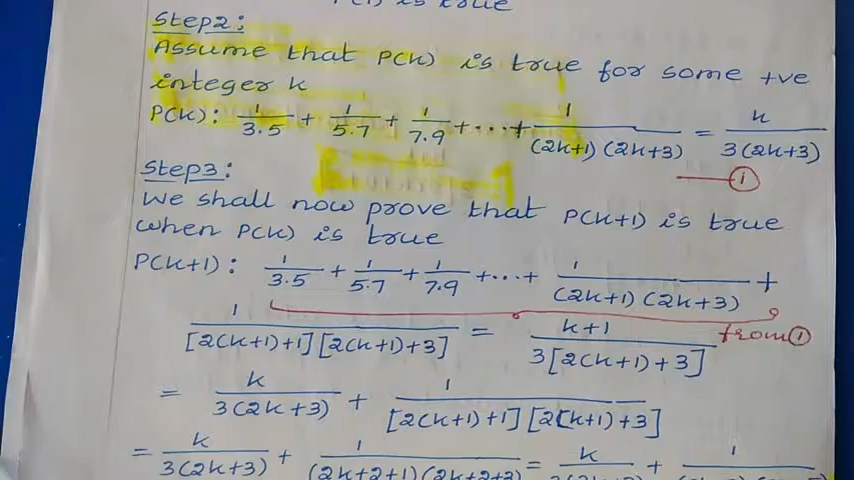 P(1) is true
Step2:
Assume that P(k) is true for some +ve
integer k
P(k): 1/3.5 + 1/5.7 + 1/7.9 + ... + 1/(2k+1)(2k+3) = k/3(2k+3)
①
Step3:
We shall now prove that P(k+1) is true
when P(k) is true
P(k+1): 1/3.5 + 1/5.7 + 1/7.9 + ... + 1/(2k+1)(2k+3) +
1/[2(k+1)+1][2(k+1)+3] = k+1/3[2(k+1)+3] from ①
= k/3(2k+3) + 1/[2(k+1)+1][2(k+1)+3]
= k/3(2k+3) + 1/(2k+2+1)(2k+2+3) = k/ + 1/